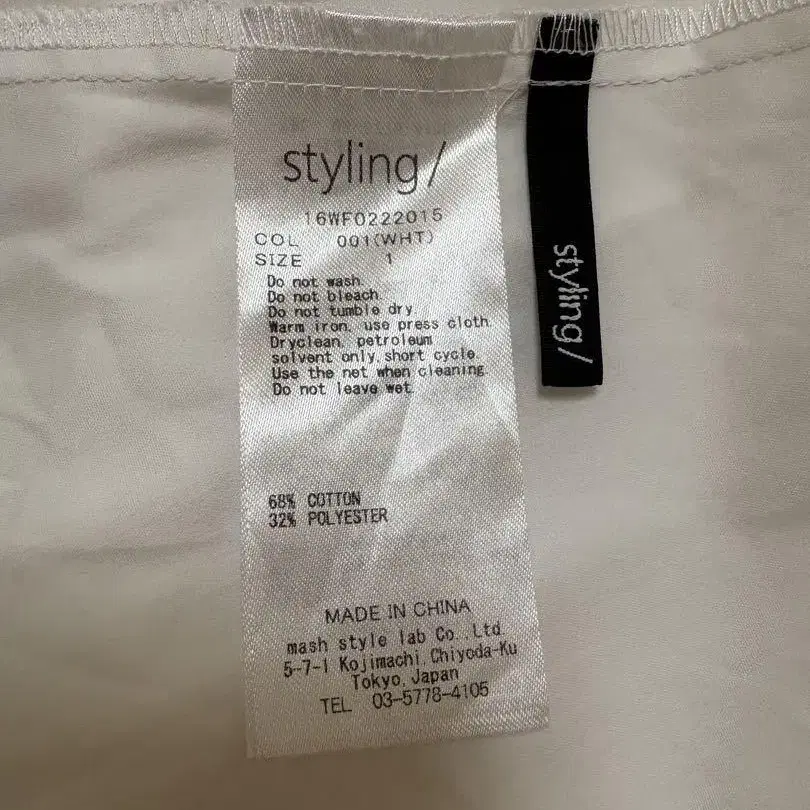 styling/
16WF0222015
COL 001(WHT)
SIZE 1
Do not wash.
Do not bleach.
Do not tumble dry
Warm iron. use press cloth.
Dryclean. petroleum
solvent only, short cycle.
Use the net when cleaning.
Do not leave wet.
68% COTTON
32% POLYESTER
MADE IN CHINA
mash style lab Co.,Ltd.
5-7-1 Kojimachi,Chiyoda-Ku
Tokyo,Japan
TEL 03-5778-4105
styling/